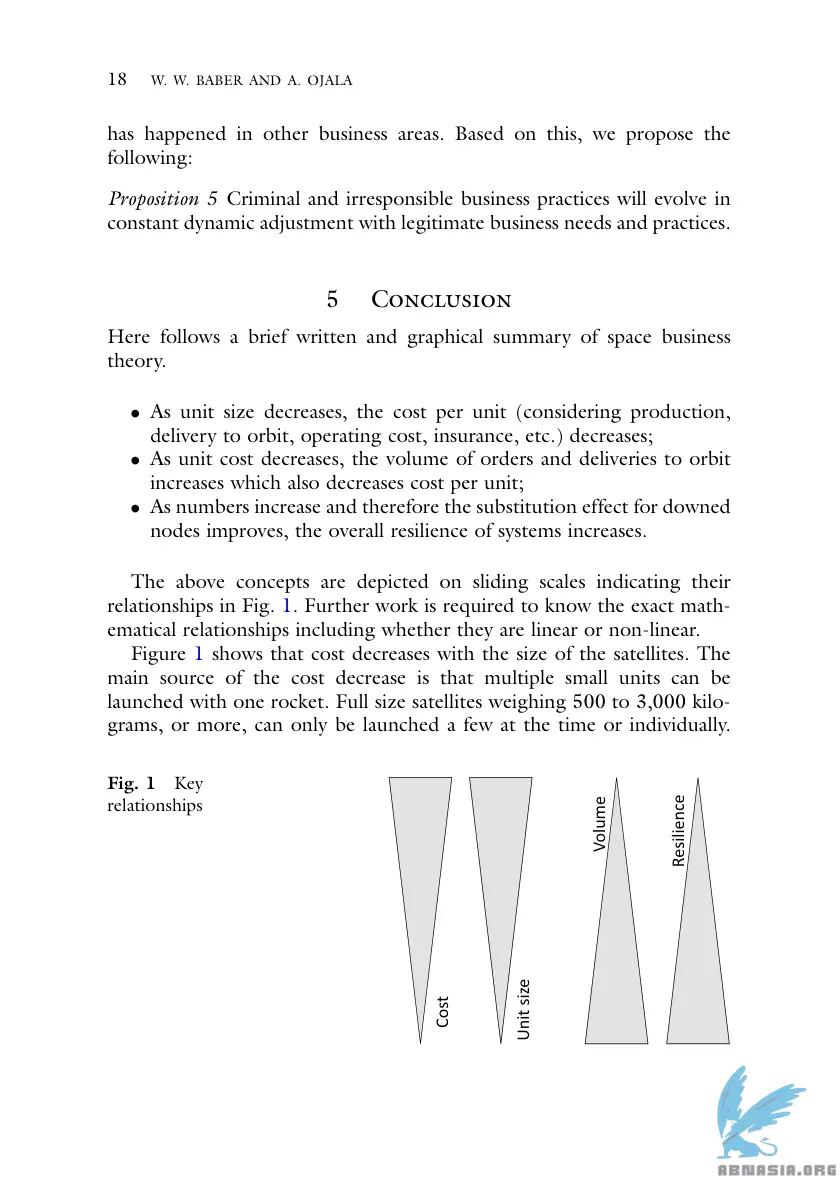 18 W. W. BABER AND A. OJALA
has happened in other business areas. Based on this, we propose the
following:
Proposition 5 Criminal and irresponsible business practices will evolve in
constant dynamic adjustment with legitimate business needs and practices.
5 Conclusion
Here follows a brief written and graphical summary of space business
theory.
• As unit size decreases, the cost per unit (considering production,
delivery to orbit, operating cost, insurance, etc.) decreases;
• As unit cost decreases, the volume of orders and deliveries to orbit
increases which also decreases cost per unit;
• As numbers increase and therefore the substitution effect for downed
nodes improves, the overall resilience of systems increases.
The above concepts are depicted on sliding scales indicating their
relationships in Fig. 1. Further work is required to know the exact math-
ematical relationships including whether they are linear or non-linear.
Figure 1 shows that cost decreases with the size of the satellites. The
main source of the cost decrease is that multiple small units can be
launched with one rocket. Full size satellites weighing 500 to 3,000 kilo-
grams, or more, can only be launched a few at the time or individually.
Fig. 1 Key
relationships
Cost
Unit size
Volume
Resilience
ABNASIA.ORG